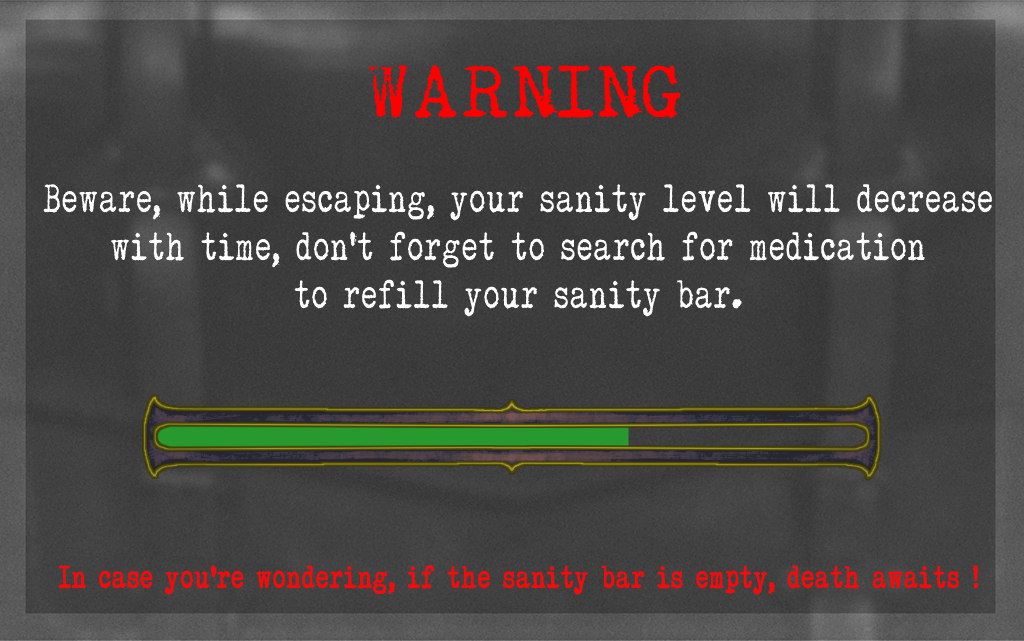 WARNING
Beware, while escaping, your sanity level will decrease
with time, don't forget to search for medication
to refill your sanity bar.
In case you're wondering, if the sanity bar is empty, death awaits !